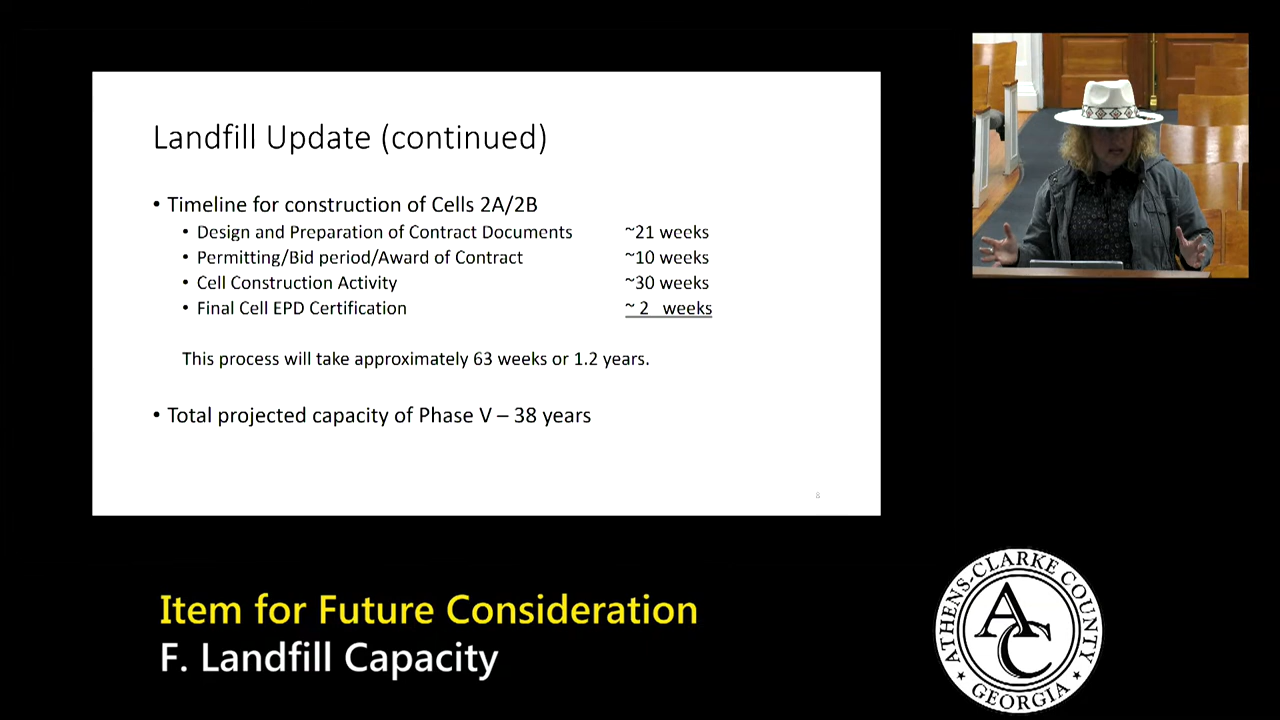 Landfill Update (continued)
• Timeline for construction of Cells 2A/2B
• Design and Preparation of Contract Documents ~21 weeks
• Permitting/Bid period/Award of Contract ~10 weeks
• Cell Construction Activity ~30 weeks
• Final Cell EPD Certification ~ 2 weeks
This process will take approximately 63 weeks or 1.2 years.
• Total projected capacity of Phase V – 38 years
8
Item for Future Consideration
F. Landfill Capacity
ATHENS-CLARKE COUNTY
AC
GEORGIA